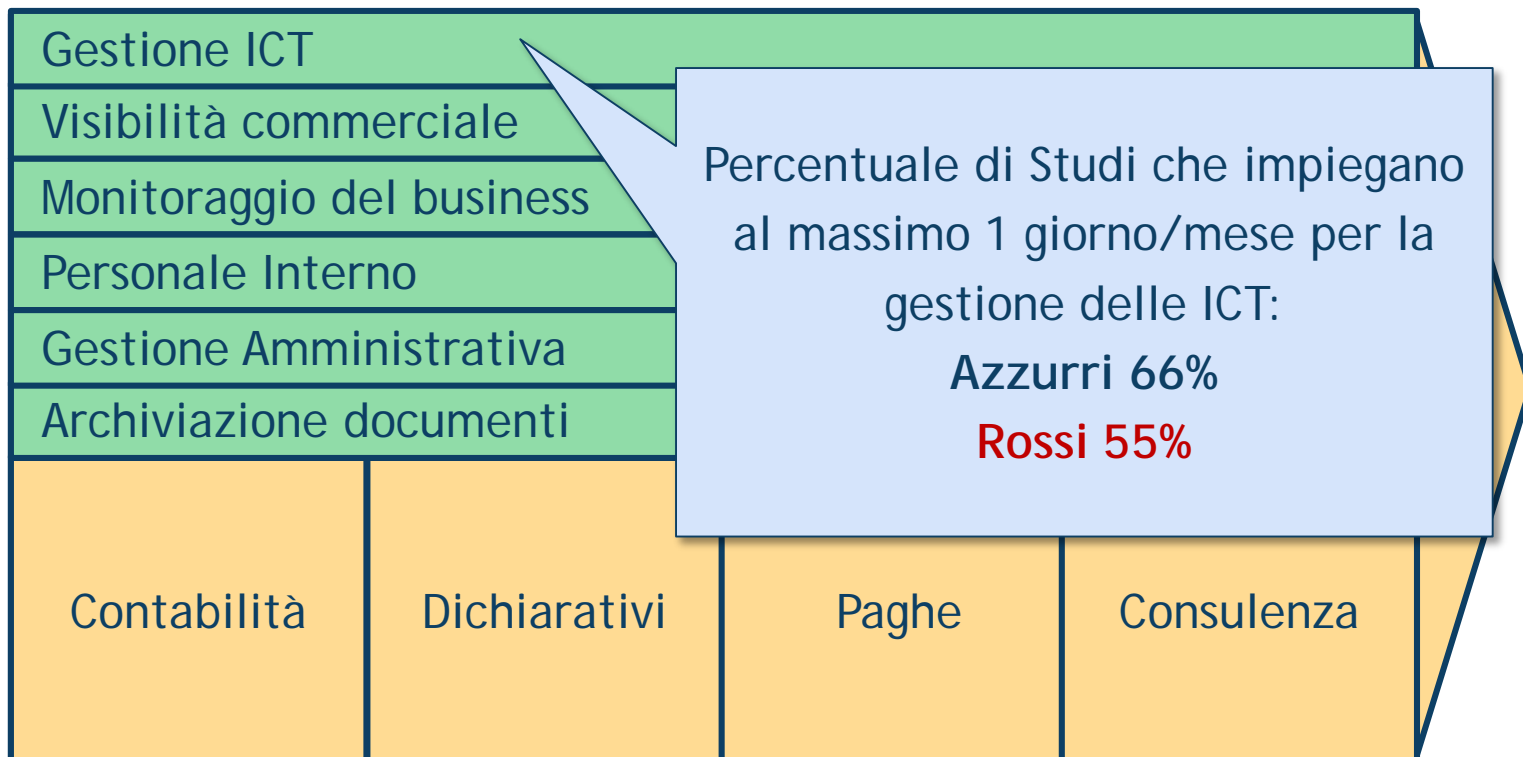 Gestione ICT
Visibilità commerciale
Monitoraggio del business
Personale Interno
Gestione Amministrativa
Archiviazione documenti
Percentuale di Studi che impiegano
al massimo 1 giorno/mese per la
gestione delle ICT:
Azzurri 66%
Rossi 55%
Contabilità
Dichiarativi
Paghe
Consulenza